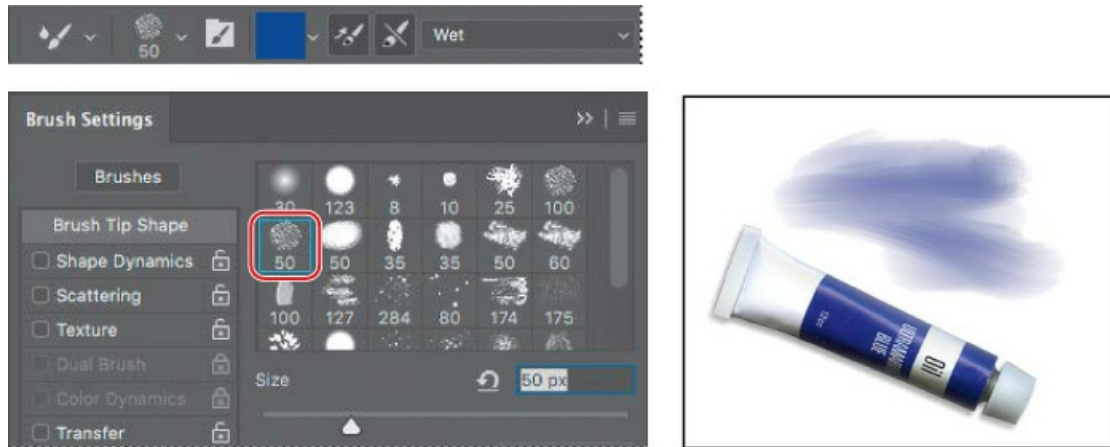 50
Wet
Brush Settings
Brushes
30 123 8 10 25 100
Brush Tip Shape
50 50 35 35 50 60
Shape Dynamics
Scattering
100 127 284 80 174 175
Texture
Dual Brush
Size
50 px
Color Dynamics
Transfer
12cc
ULTRAMARINE
BLUE
Oil